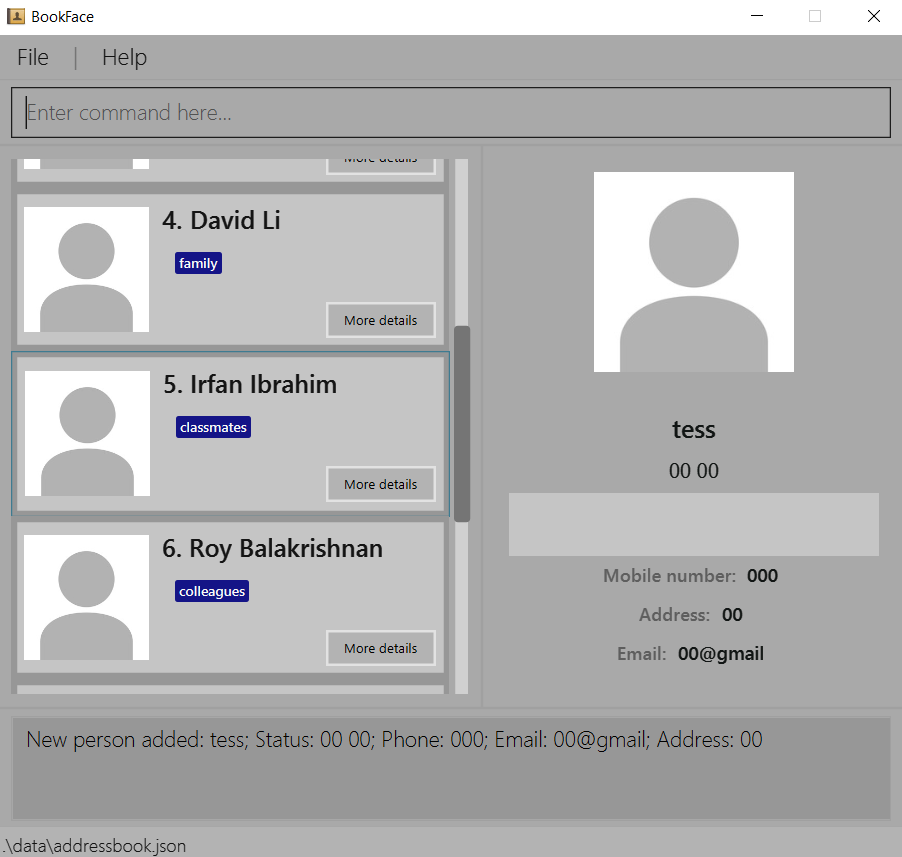 BookFace
File | Help
Enter command here...
More details
4. David Li
family
More details
5. Irfan Ibrahim
classmates
More details
6. Roy Balakrishnan
colleagues
More details
tess
00 00
Mobile number: 000
Address: 00
Email: 00@gmail
New person added: tess; Status: 00 00; Phone: 000; Email: 00@gmail; Address: 00
.\data\addressbook.json